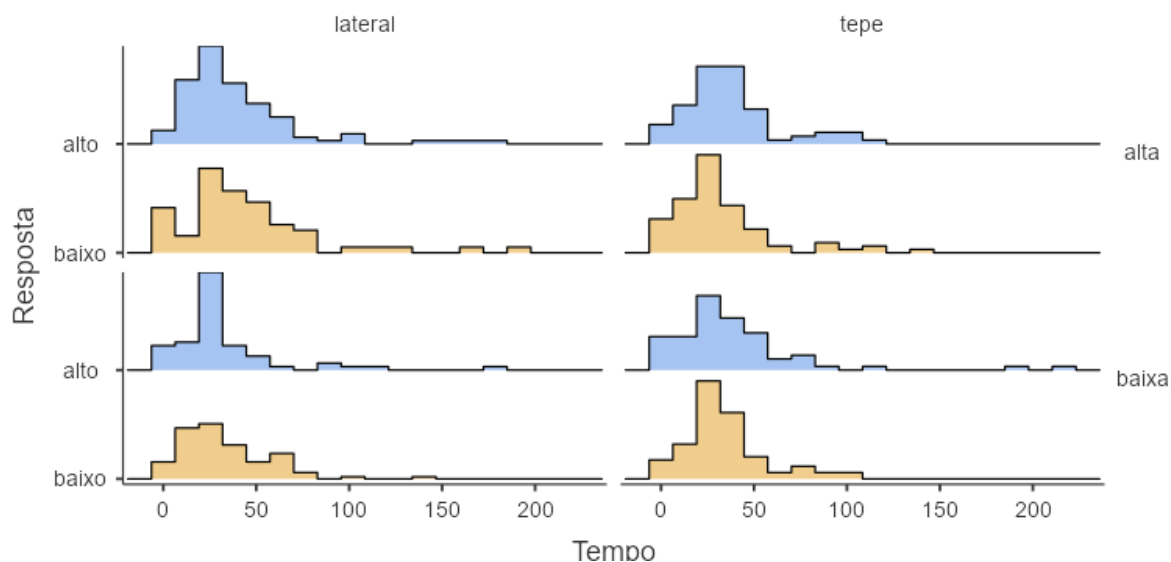 lateral
tepe
Resposta
alto
baixo
alta
alto
baixo
baixa
0 50 100 150 200
0 50 100 150 200
Tempo